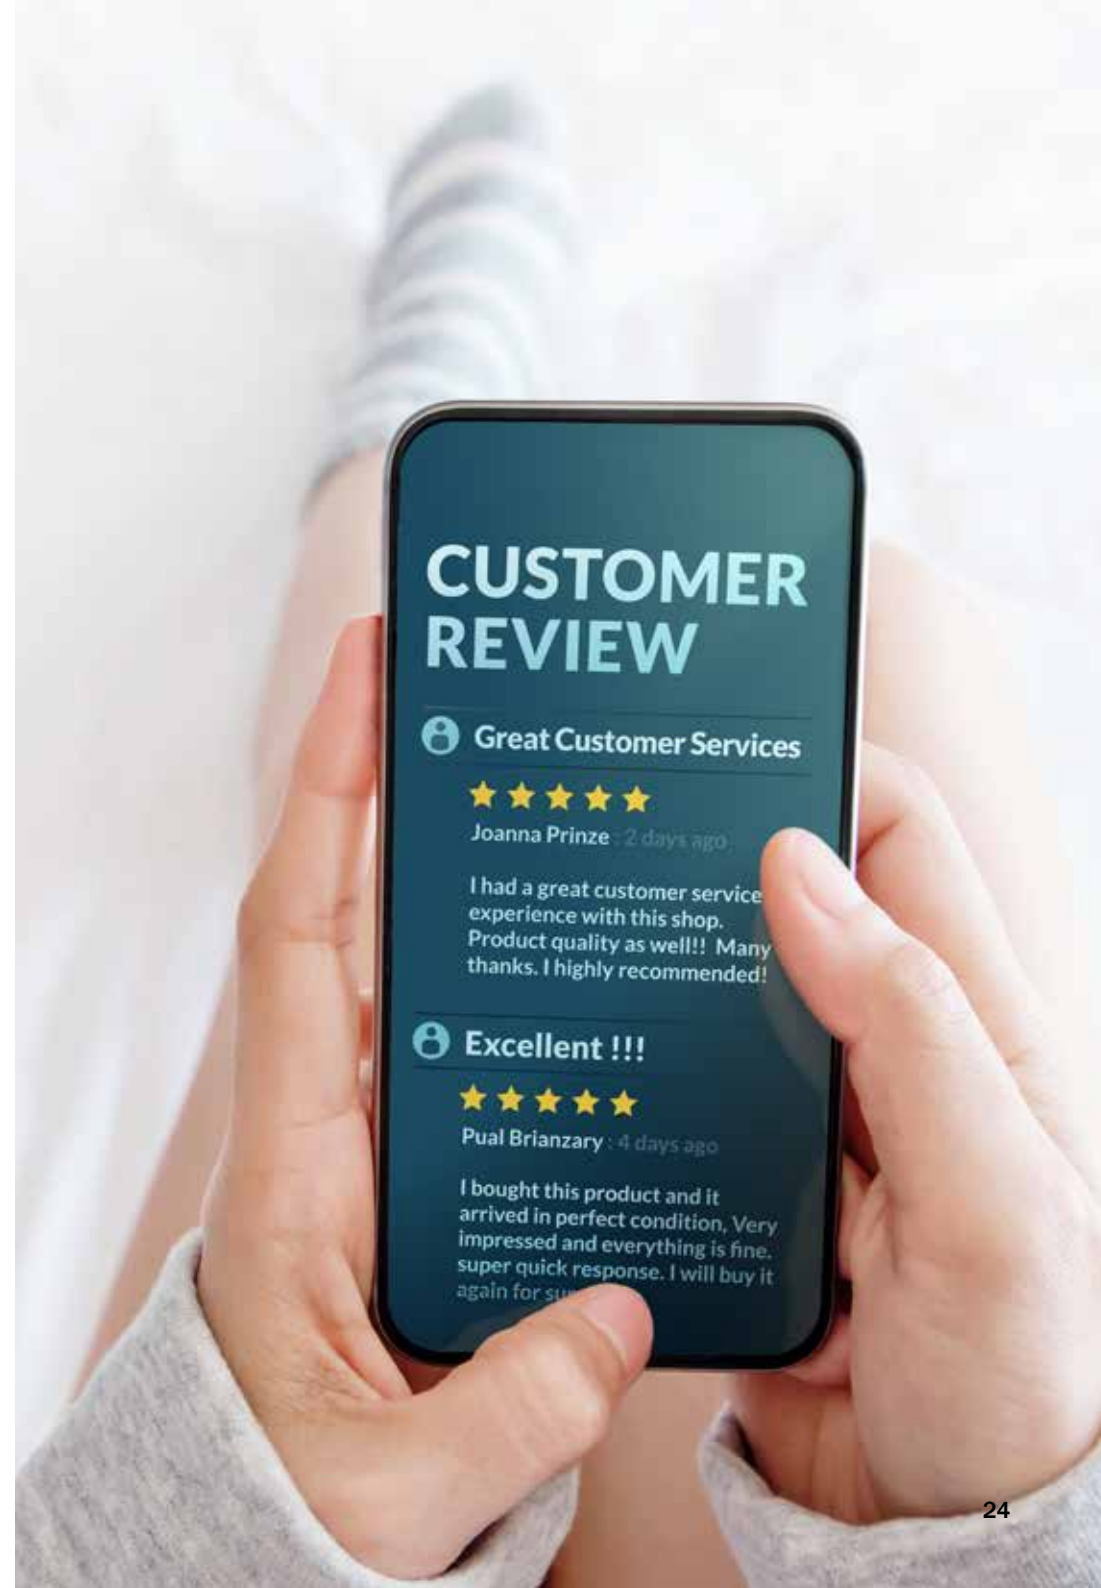 CUSTOMER
REVIEW
Great Customer Services
Joanna Prinze : 2 days ago
I had a great customer service
experience with this shop.
Product quality as well!! Many
thanks. I highly recommended!
Excellent !!!
Pual Brianzary : 4 days ago
I bought this product and it
arrived in perfect condition, Very
impressed and everything is fine.
super quick response. I will buy it
again for
24